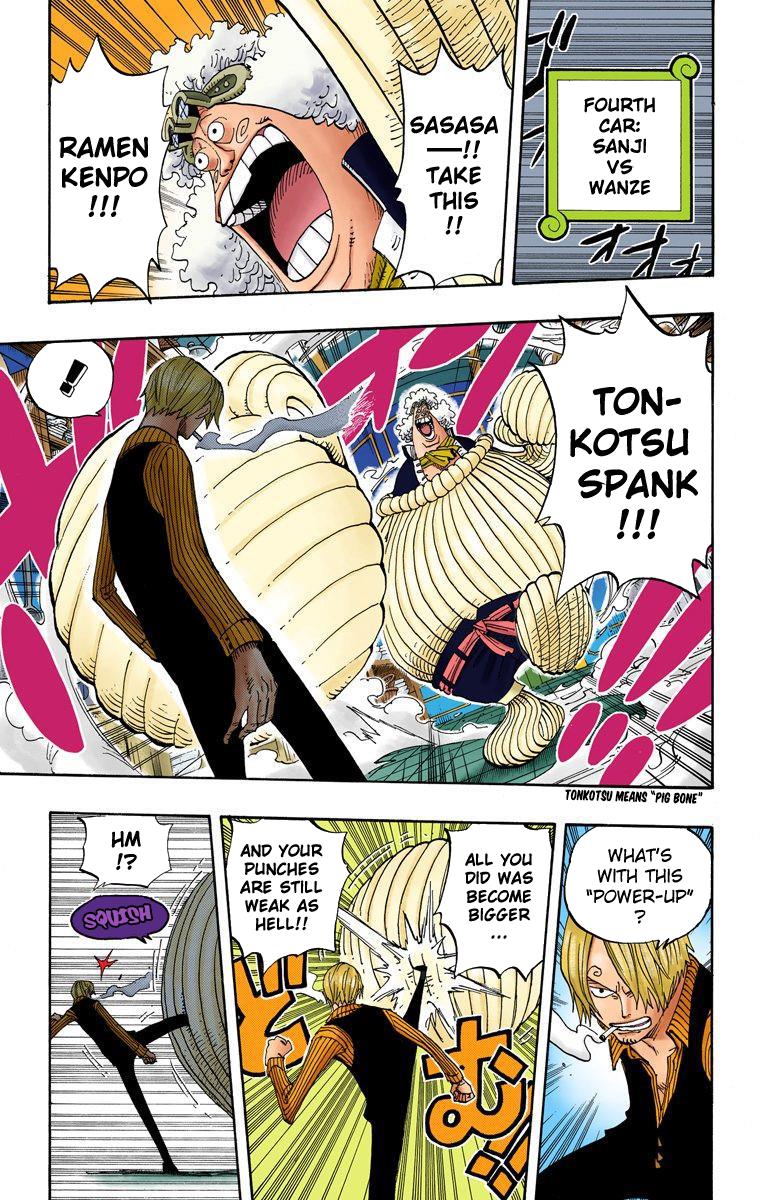 FOURTH
CAR:
SANJI
VS
WANZE
SASASA
—!!
TAKE
THIS
!!
RAMEN
KENPO
!!!
TON-
KOTSU
SPANK
!!!
!!
TONKOTSU MEANS "PIG BONE"
WHAT'S
WITH THIS
"POWER-UP"
?
ALL YOU
DID WAS
BECOME
BIGGER
...
AND YOUR
PUNCHES
ARE STILL
WEAK AS
HELL!!
む!!
HM
!?
SQUISH